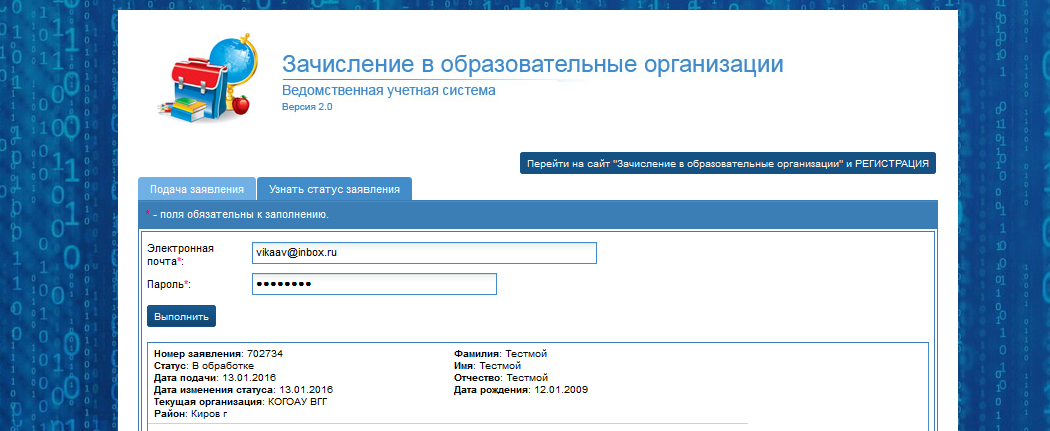 Зачисление в образовательные организации
Ведомственная учетная система
Версия 2.0
Перейти на сайт "Зачисление в образовательные организации" и РЕГИСТРАЦИЯ
Подача заявления
Узнать статус заявления
* - поля обязательны к заполнению.
Электронная
почта*:
vikaav@inbox.ru
Пароль*:
••••••••
Выполнить
Номер заявления: 702734
Статус: В обработке
Дата подачи: 13.01.2016
Дата изменения статуса: 13.01.2016
Текущая организация: КОГОАУ ВГГ
Район: Киров г
Фамилия: Тестмой
Имя: Тестмой
Отчество: Тестмой
Дата рождения: 12.01.2009